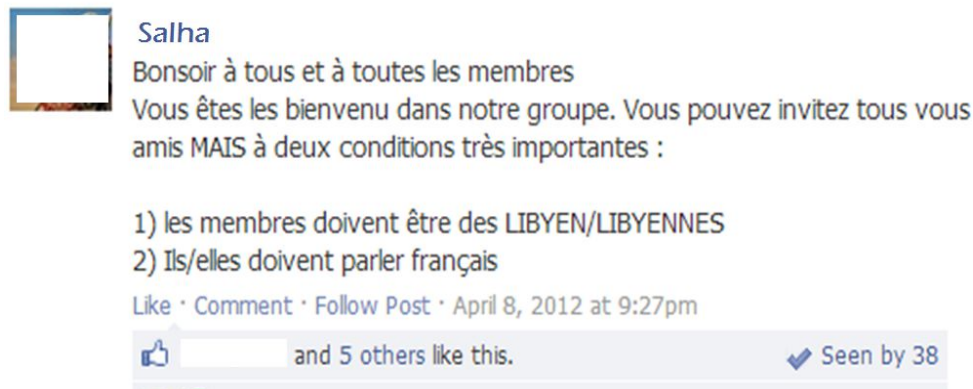 Salha
Bonsoir à tous et à toutes les membres
Vous êtes les bienvenu dans notre groupe. Vous pouvez invitez tous vous
amis MAIS à deux conditions très importantes :
1) les membres doivent être des LIBYEN/LIBYENNES
2) Ils/elles doivent parler français
Like · Comment · Follow Post · April 8, 2012 at 9:27pm
and 5 others like this. Seen by 38